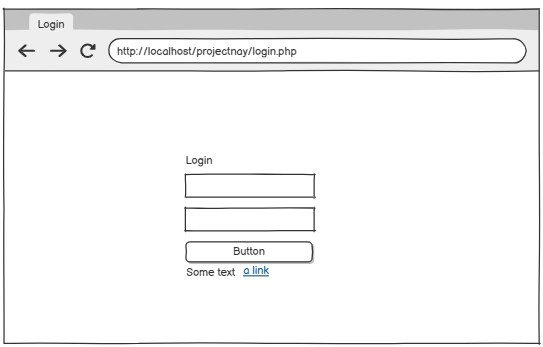 Login
http://localhost/projectnay/login.php
Login
Button
Some text a link